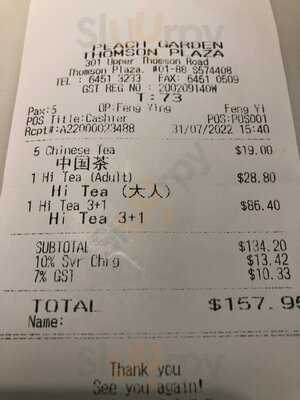 PEACH GARDEN
THOMSON PLAZA
301 Upper Thomson Road
Thomson Plaza, #01-88 S574408
TEL : 6451 3233 FAX: 6451 0509
GST REG NO : 200209140W
T:73
Pax:5 OP:Feng Ying Feng Yi
POS Title:Cashier POS:POS001
Rcpt#:A22000023488 31/07/2022 15:40
5 Chinese Tea $19.00
中国茶
1 Hi Tea (Adult) $28.80
Hi Tea (大人)
1 Hi Tea 3+1 $86.40
Hi Tea 3+1
SUBTOTAL $134.20
10% Svr Chrg $13.42
7% GST $10.33
TOTAL $157.95
Name:
Thank you
See you again!